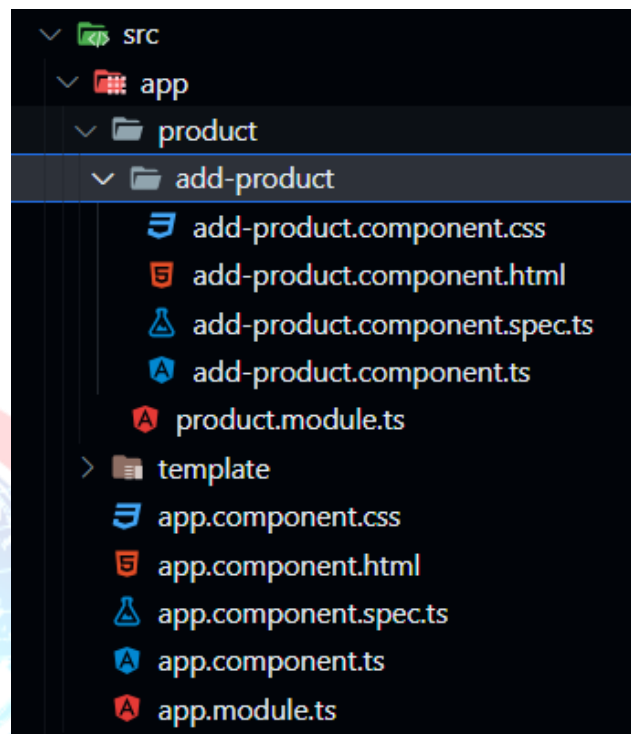 src
app
product
add-product
add-product.component.css
add-product.component.html
add-product.component.spec.ts
add-product.component.ts
product.module.ts
template
app.component.css
app.component.html
app.component.spec.ts
app.component.ts
app.module.ts